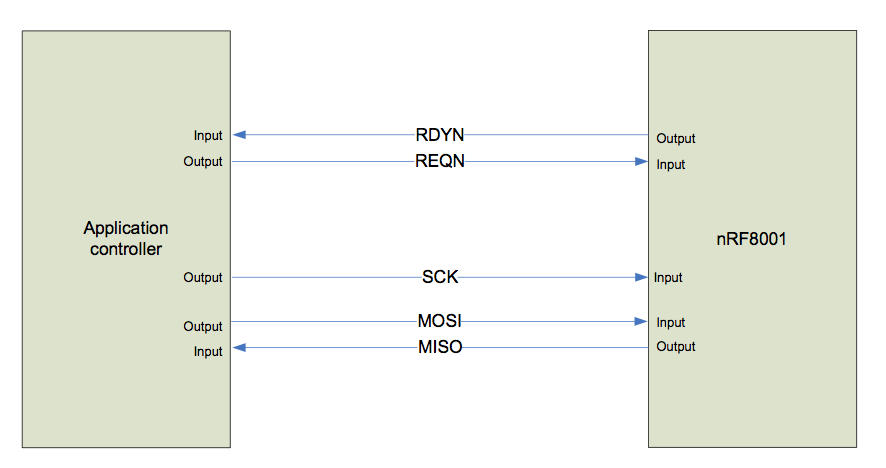 Input RDYN Output
Output REQN Input
Application
controller
nRF8001
Output SCK Input
Output MOSI Input
Input MISO Output